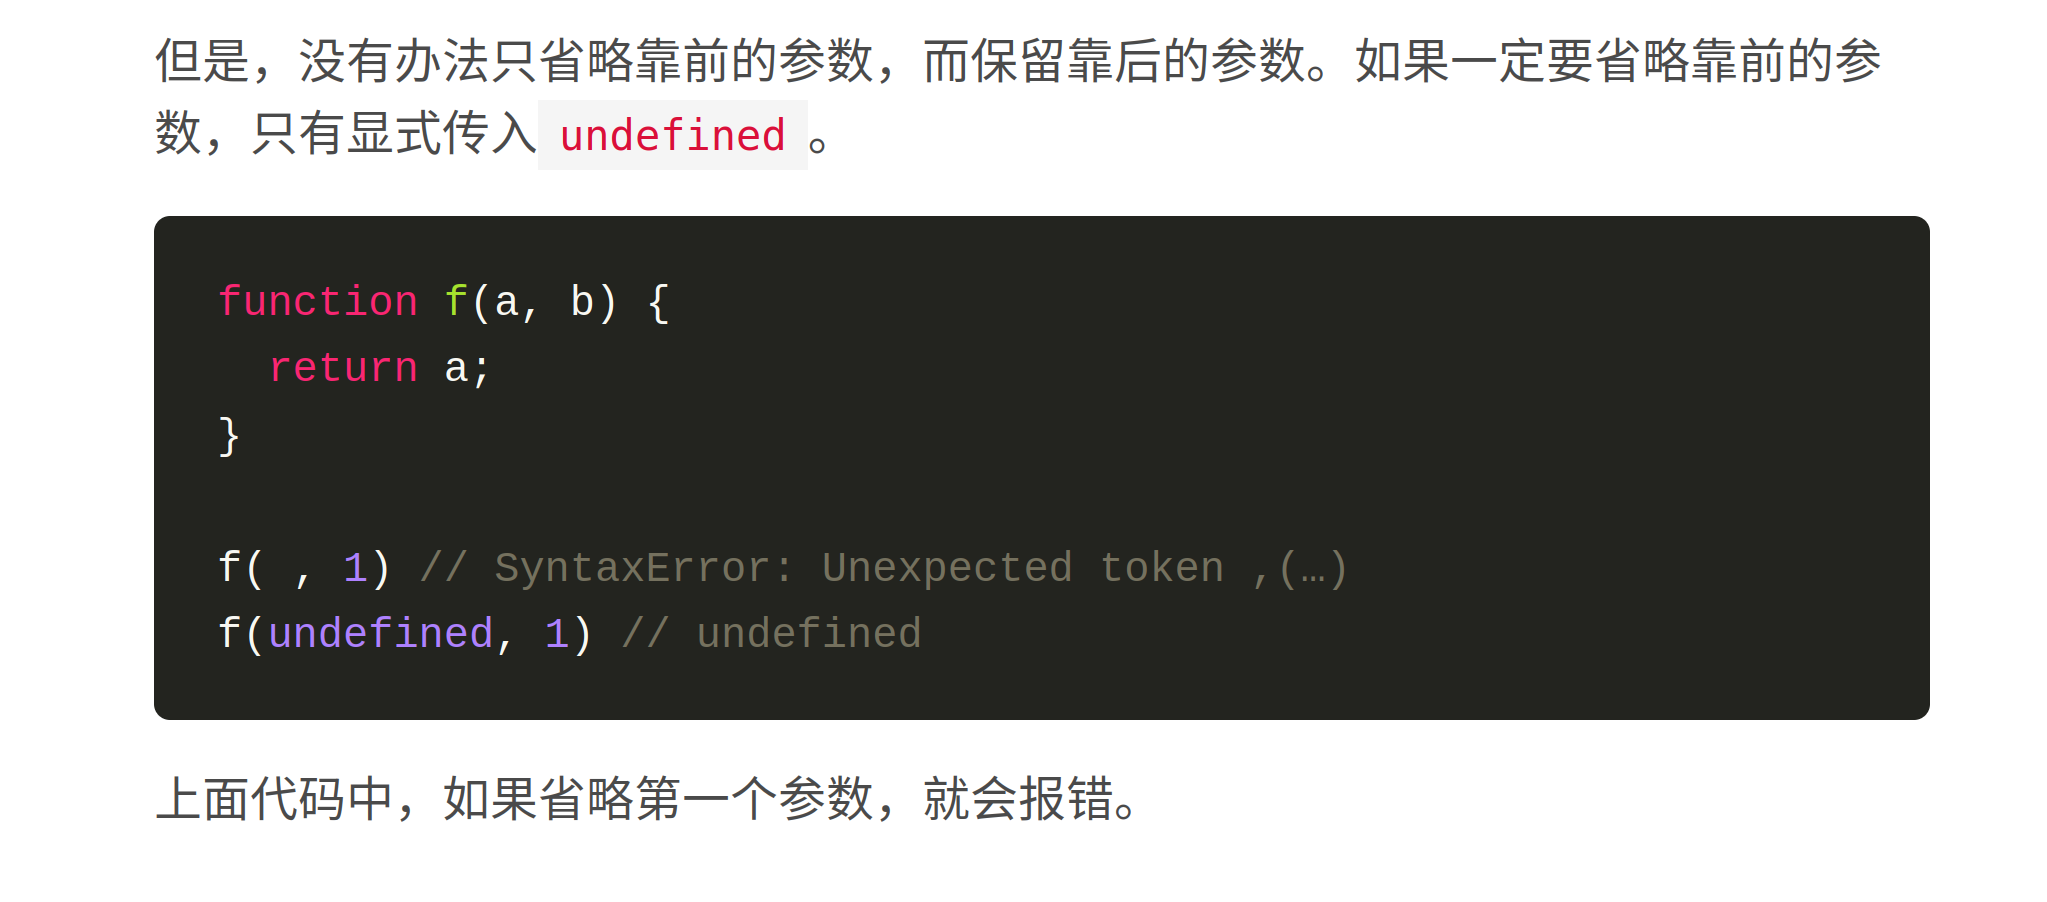 但是，没有办法只省略靠前的参数，而保留靠后的参数。如果一定要省略靠前的参
数，只有显式传入 undefined 。
function f(a, b) {
  return a;
}
f( , 1) // SyntaxError: Unexpected token ,(…)
f(undefined, 1) // undefined
上面代码中，如果省略第一个参数，就会报错。